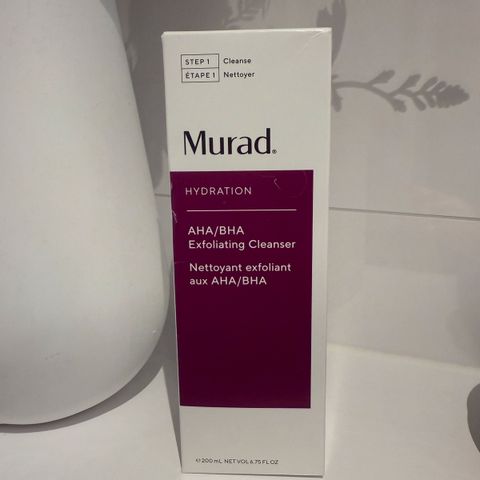 STEP 1 Cleanse
ÉTAPE 1 Nettoyer
Murad.
HYDRATION
AHA/BHA
Exfoliating Cleanser
Nettoyant exfoliant
aux AHA/BHA
℮ 200 mL NET VOL 6.75 FL OZ